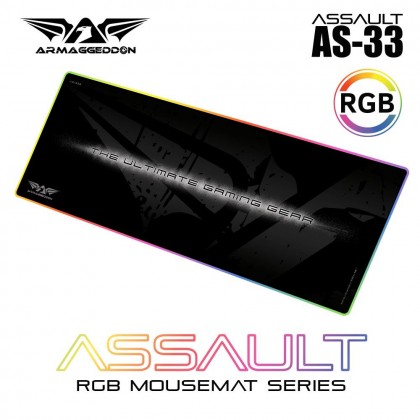 ARMAGGEDDON
ASSAULT
AS-33
RGB
THE ULTIMATE GAMING GEAR
ASSAULT
RGB MOUSEMAT SERIES